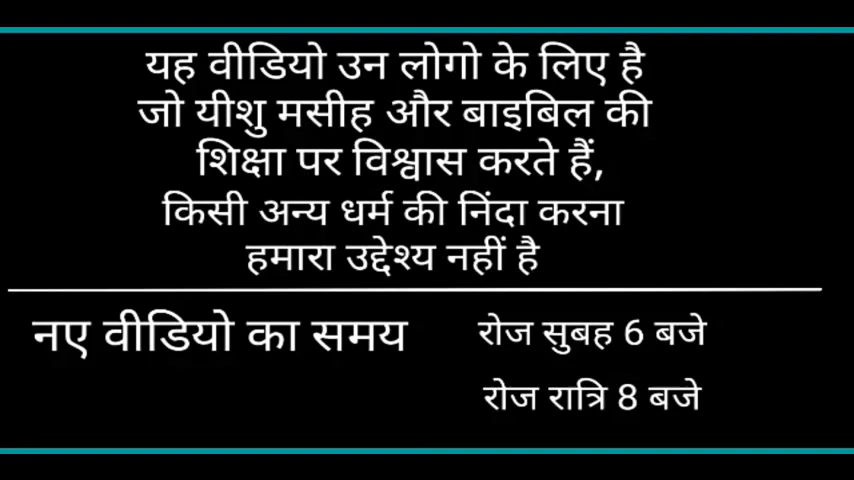 यह वीडियो उन लोगो के लिए है
जो यीशु मसीह और बाइबिल की
शिक्षा पर विश्वास करते हैं,
किसी अन्य धर्म की निंदा करना
हमारा उद्देश्य नहीं है
नए वीडियो का समय
रोज सुबह 6 बजे
रोज रात्रि 8 बजे